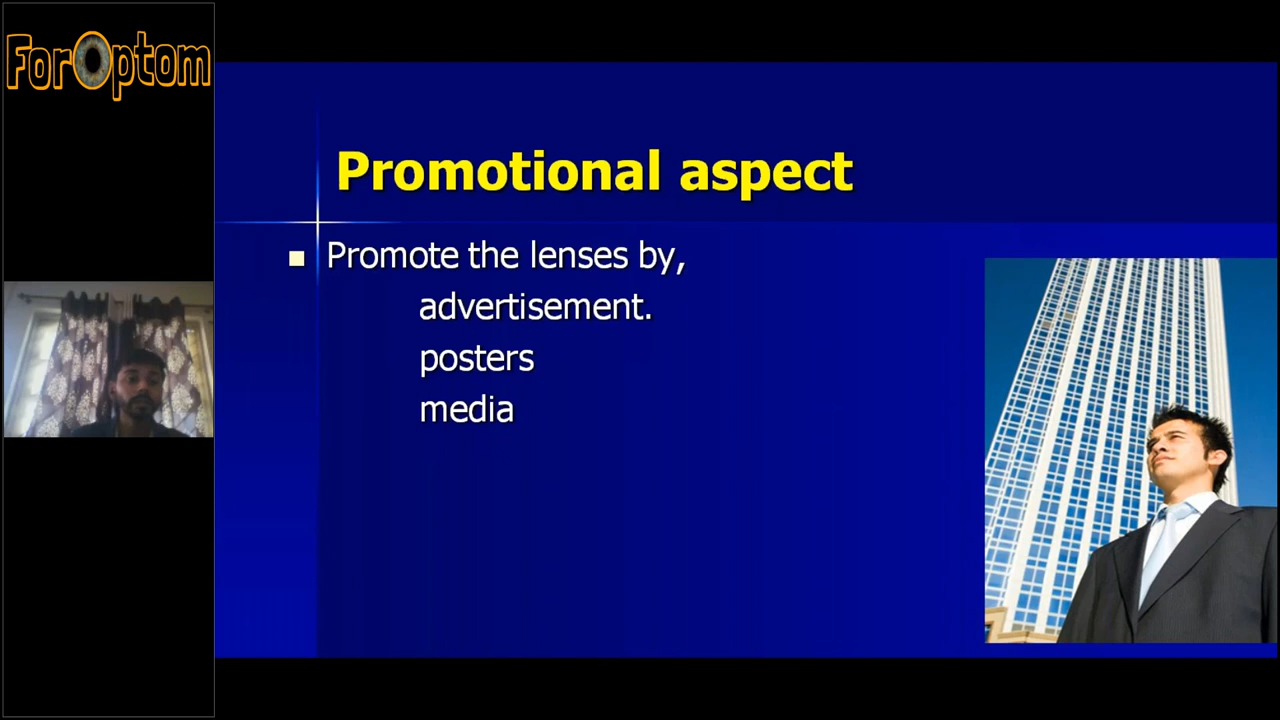 ForOptom
Promotional aspect
Promote the lenses by,
advertisement.
posters
media